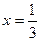 x = 1/3